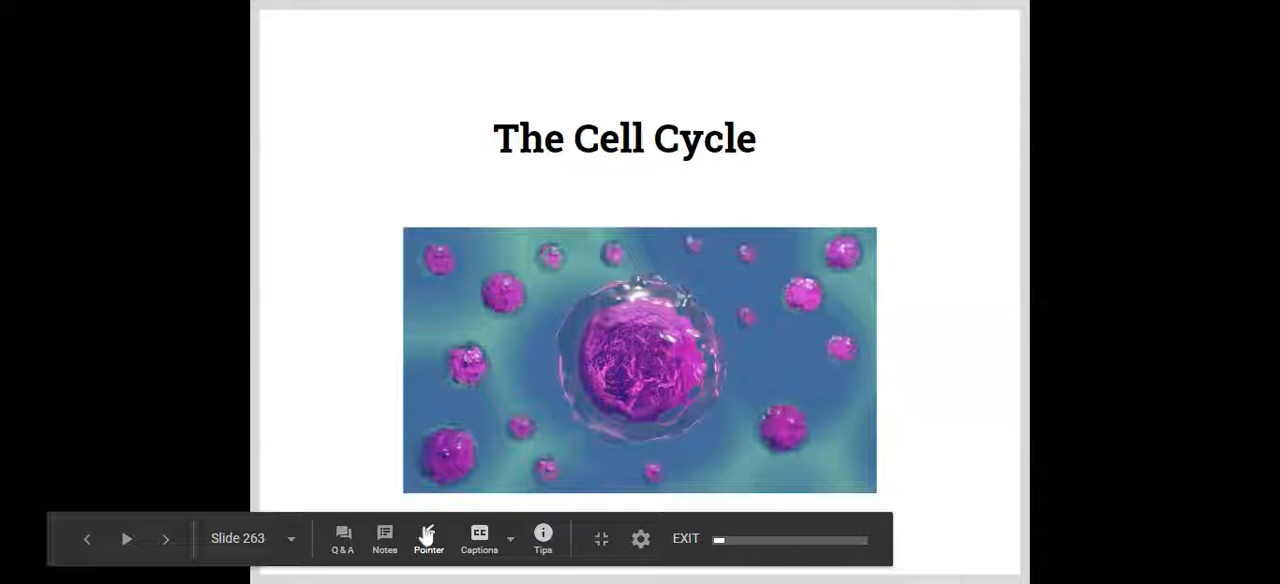 The Cell Cycle
Slide 263
Q & A
Notes
Pointer
Captions
Tips
EXIT